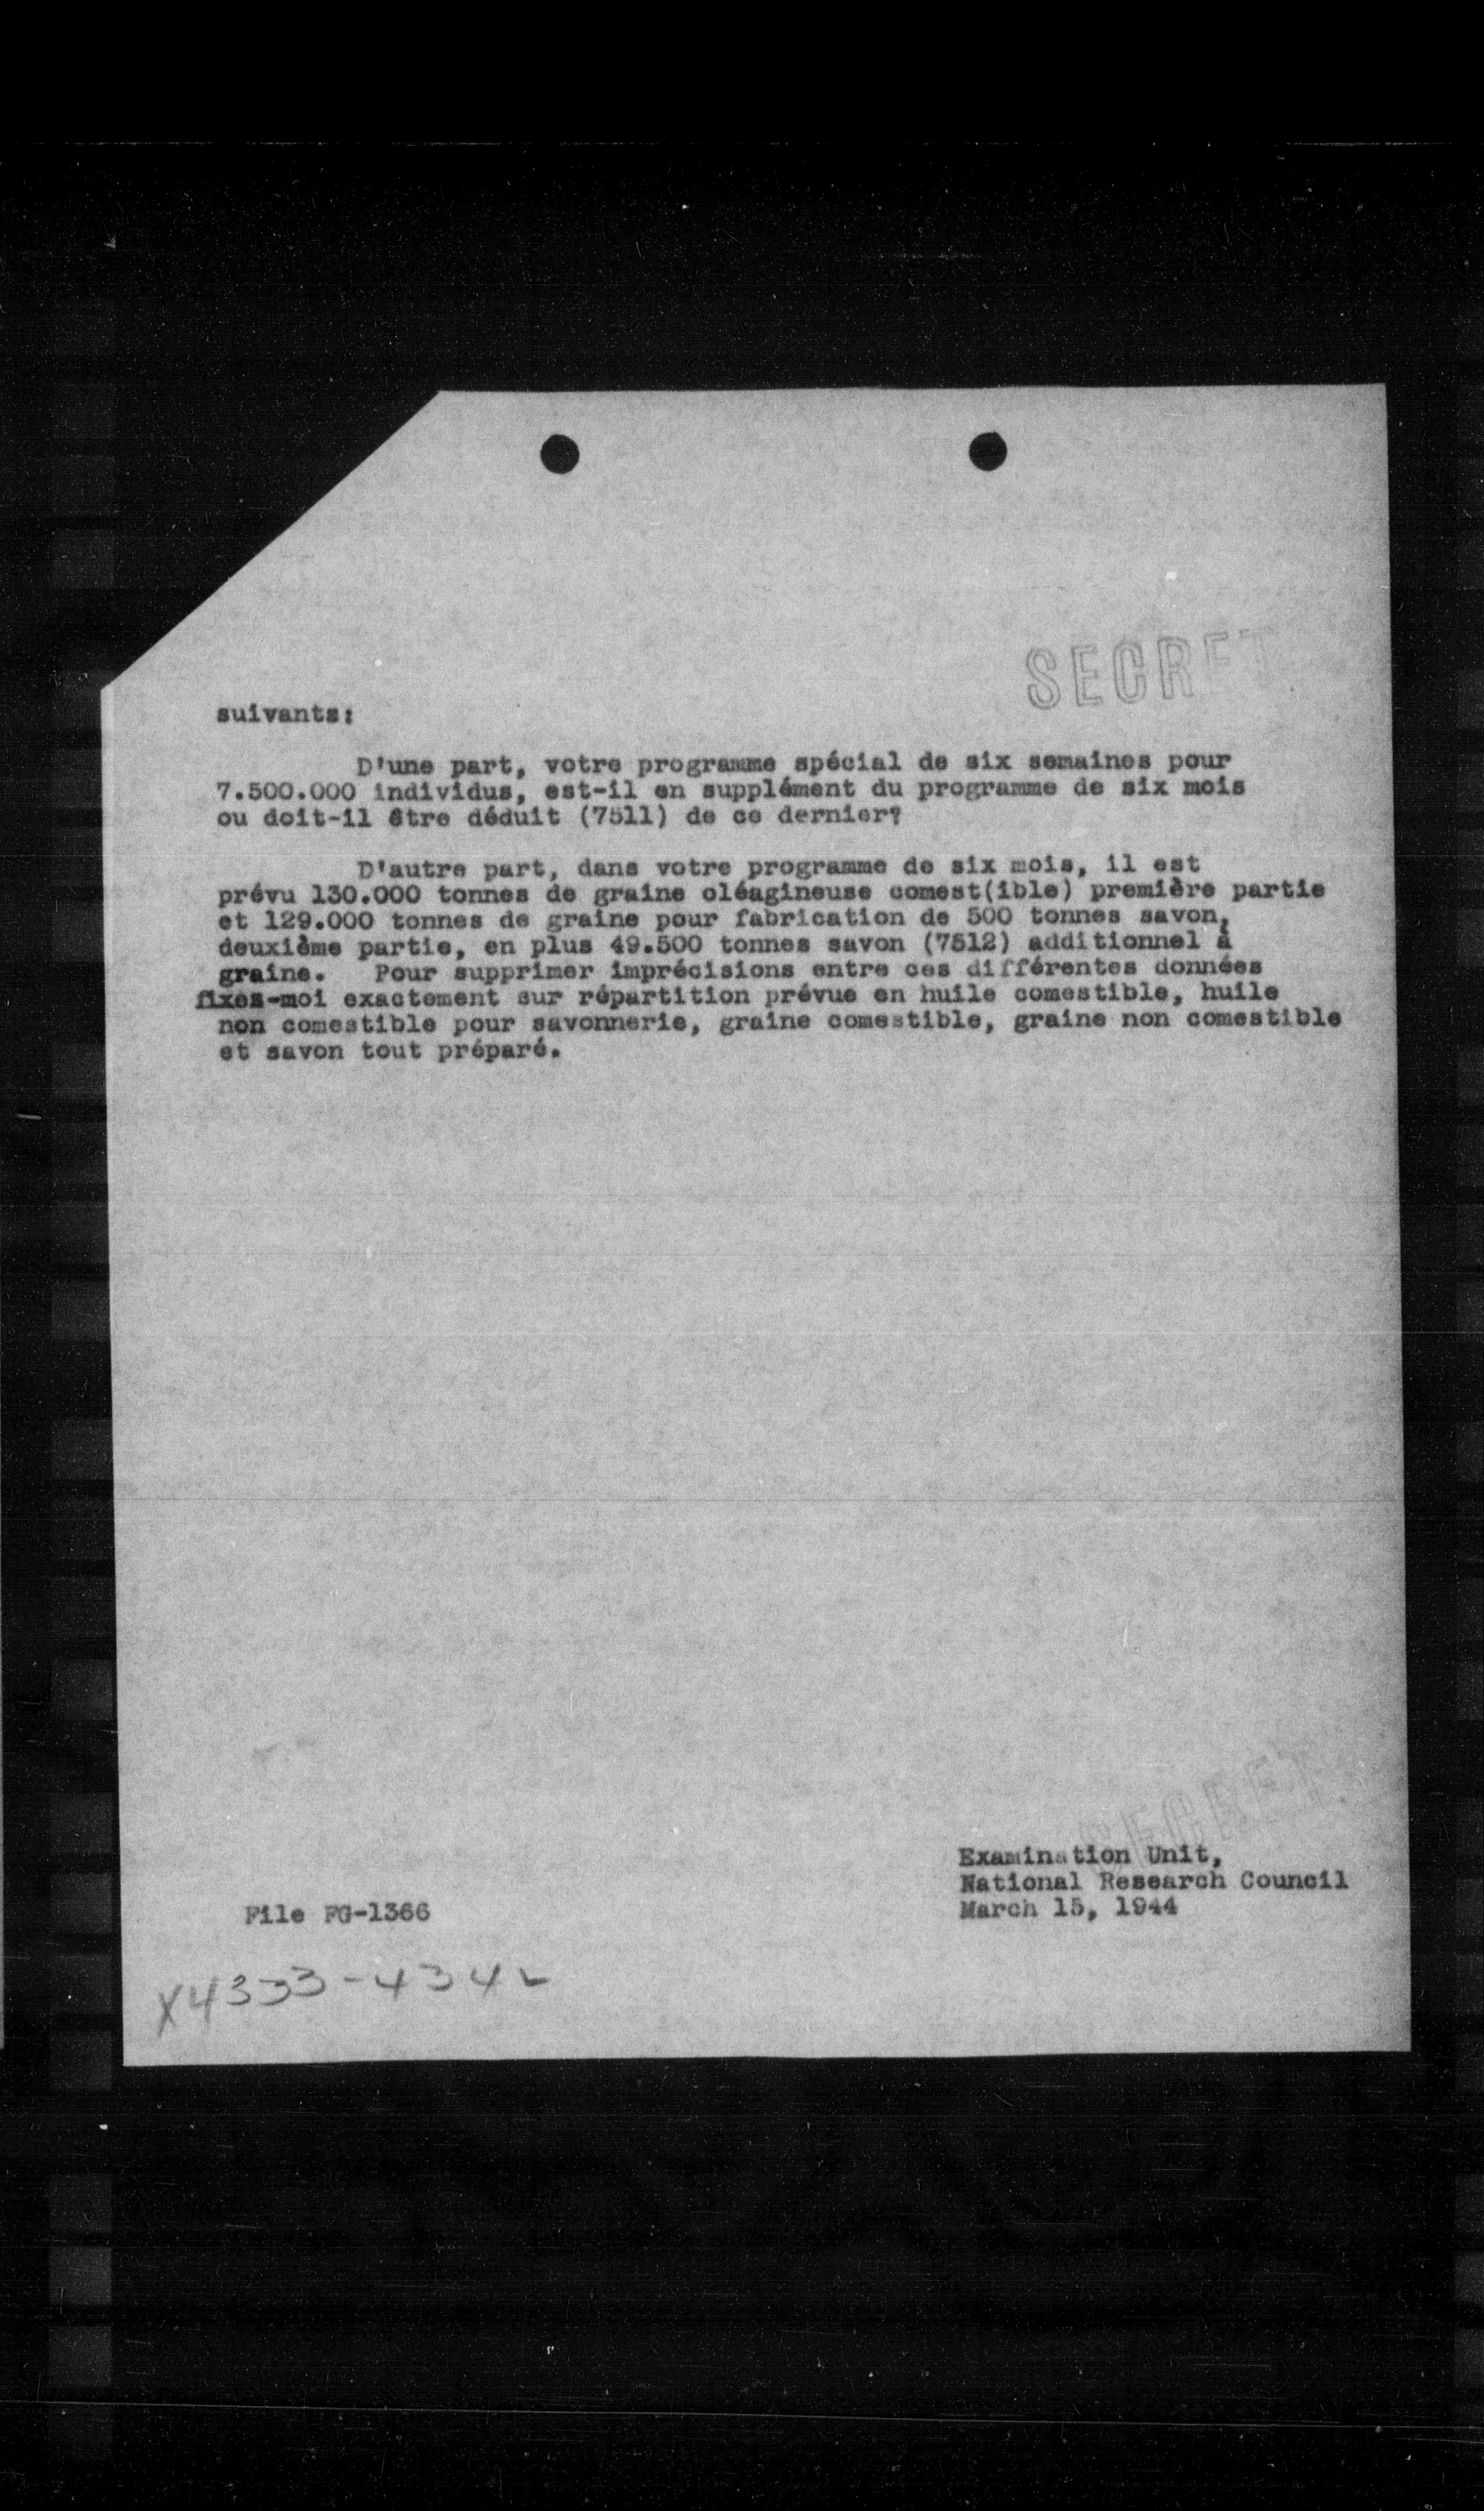 SECRET
suivants:
D'une part, votre programme spécial de six semaines pour
7.500.000 individus, est-il en supplément du programme de six mois
ou doit-il être déduit (7511) de ce dernier?
D'autre part, dans votre programme de six mois, il est
prévu 130.000 tonnes de graine oléagineuse comest(ible) première partie
et 129.000 tonnes de graine pour fabrication de 500 tonnes savon,
deuxième partie, en plus 49.500 tonnes savon (7512) additionnel à
graine. Pour supprimer imprécisions entre ces différentes données
fixes-moi exactement sur répartition prévue en huile comestible, huile
non comestible pour savonnerie, graine comestible, graine non comestible
et savon tout préparé.
SECRET
Examination Unit,
National Research Council
March 15, 1944
File FG-1366
X4333-434